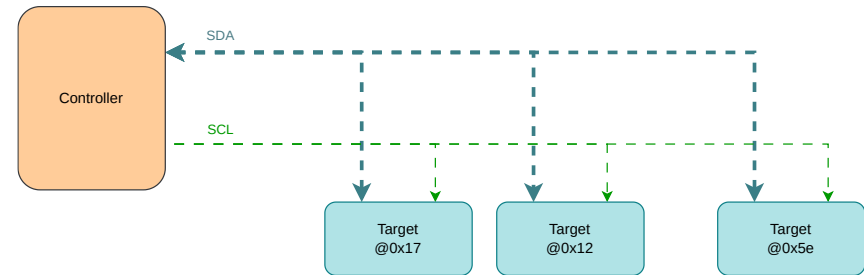 SDA
Controller
SCL
Target
@0x17
Target
@0x12
Target
@0x5e